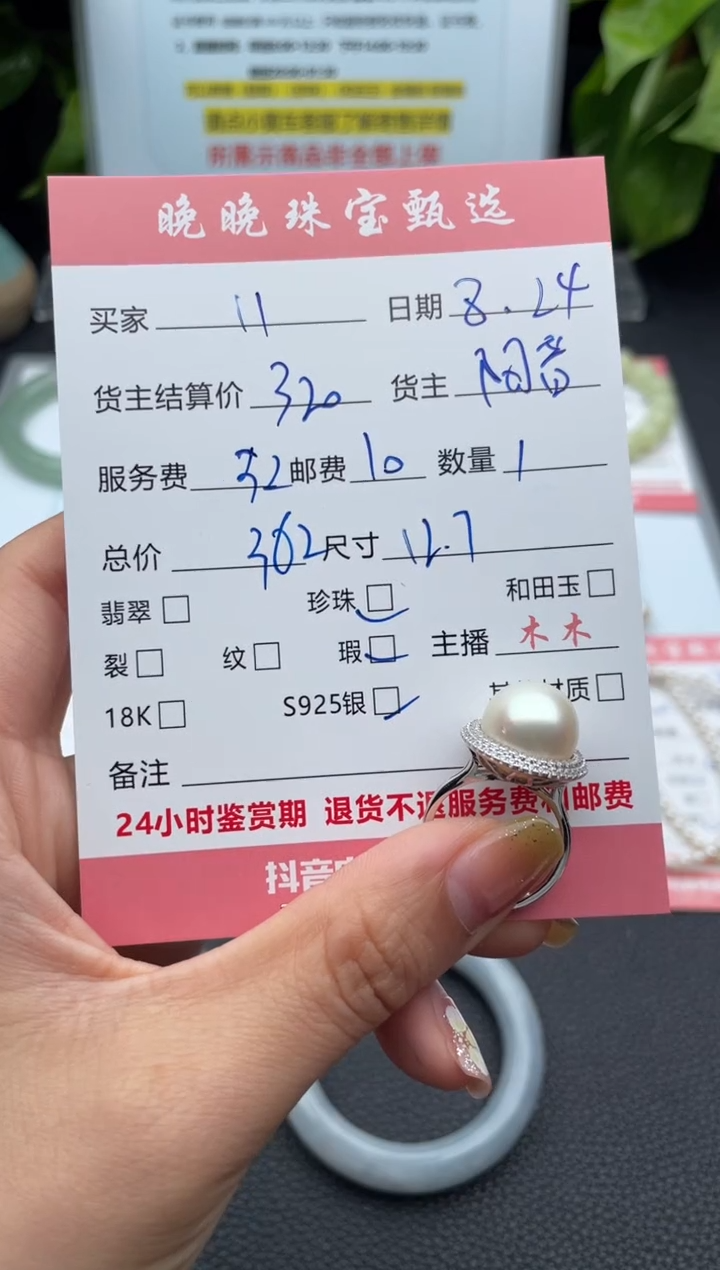 晚晚珠宝甄选
买家 11 日期 8.24
货主结算价 320 货主
服务费 32 邮费 10 数量 1
总价 362 尺寸 12.7
翡翠 珍珠 和田玉
裂 纹 瑕 主播 木木
18K S925银 质
备注
24小时鉴赏期 退货不退服务费和邮费
抖音